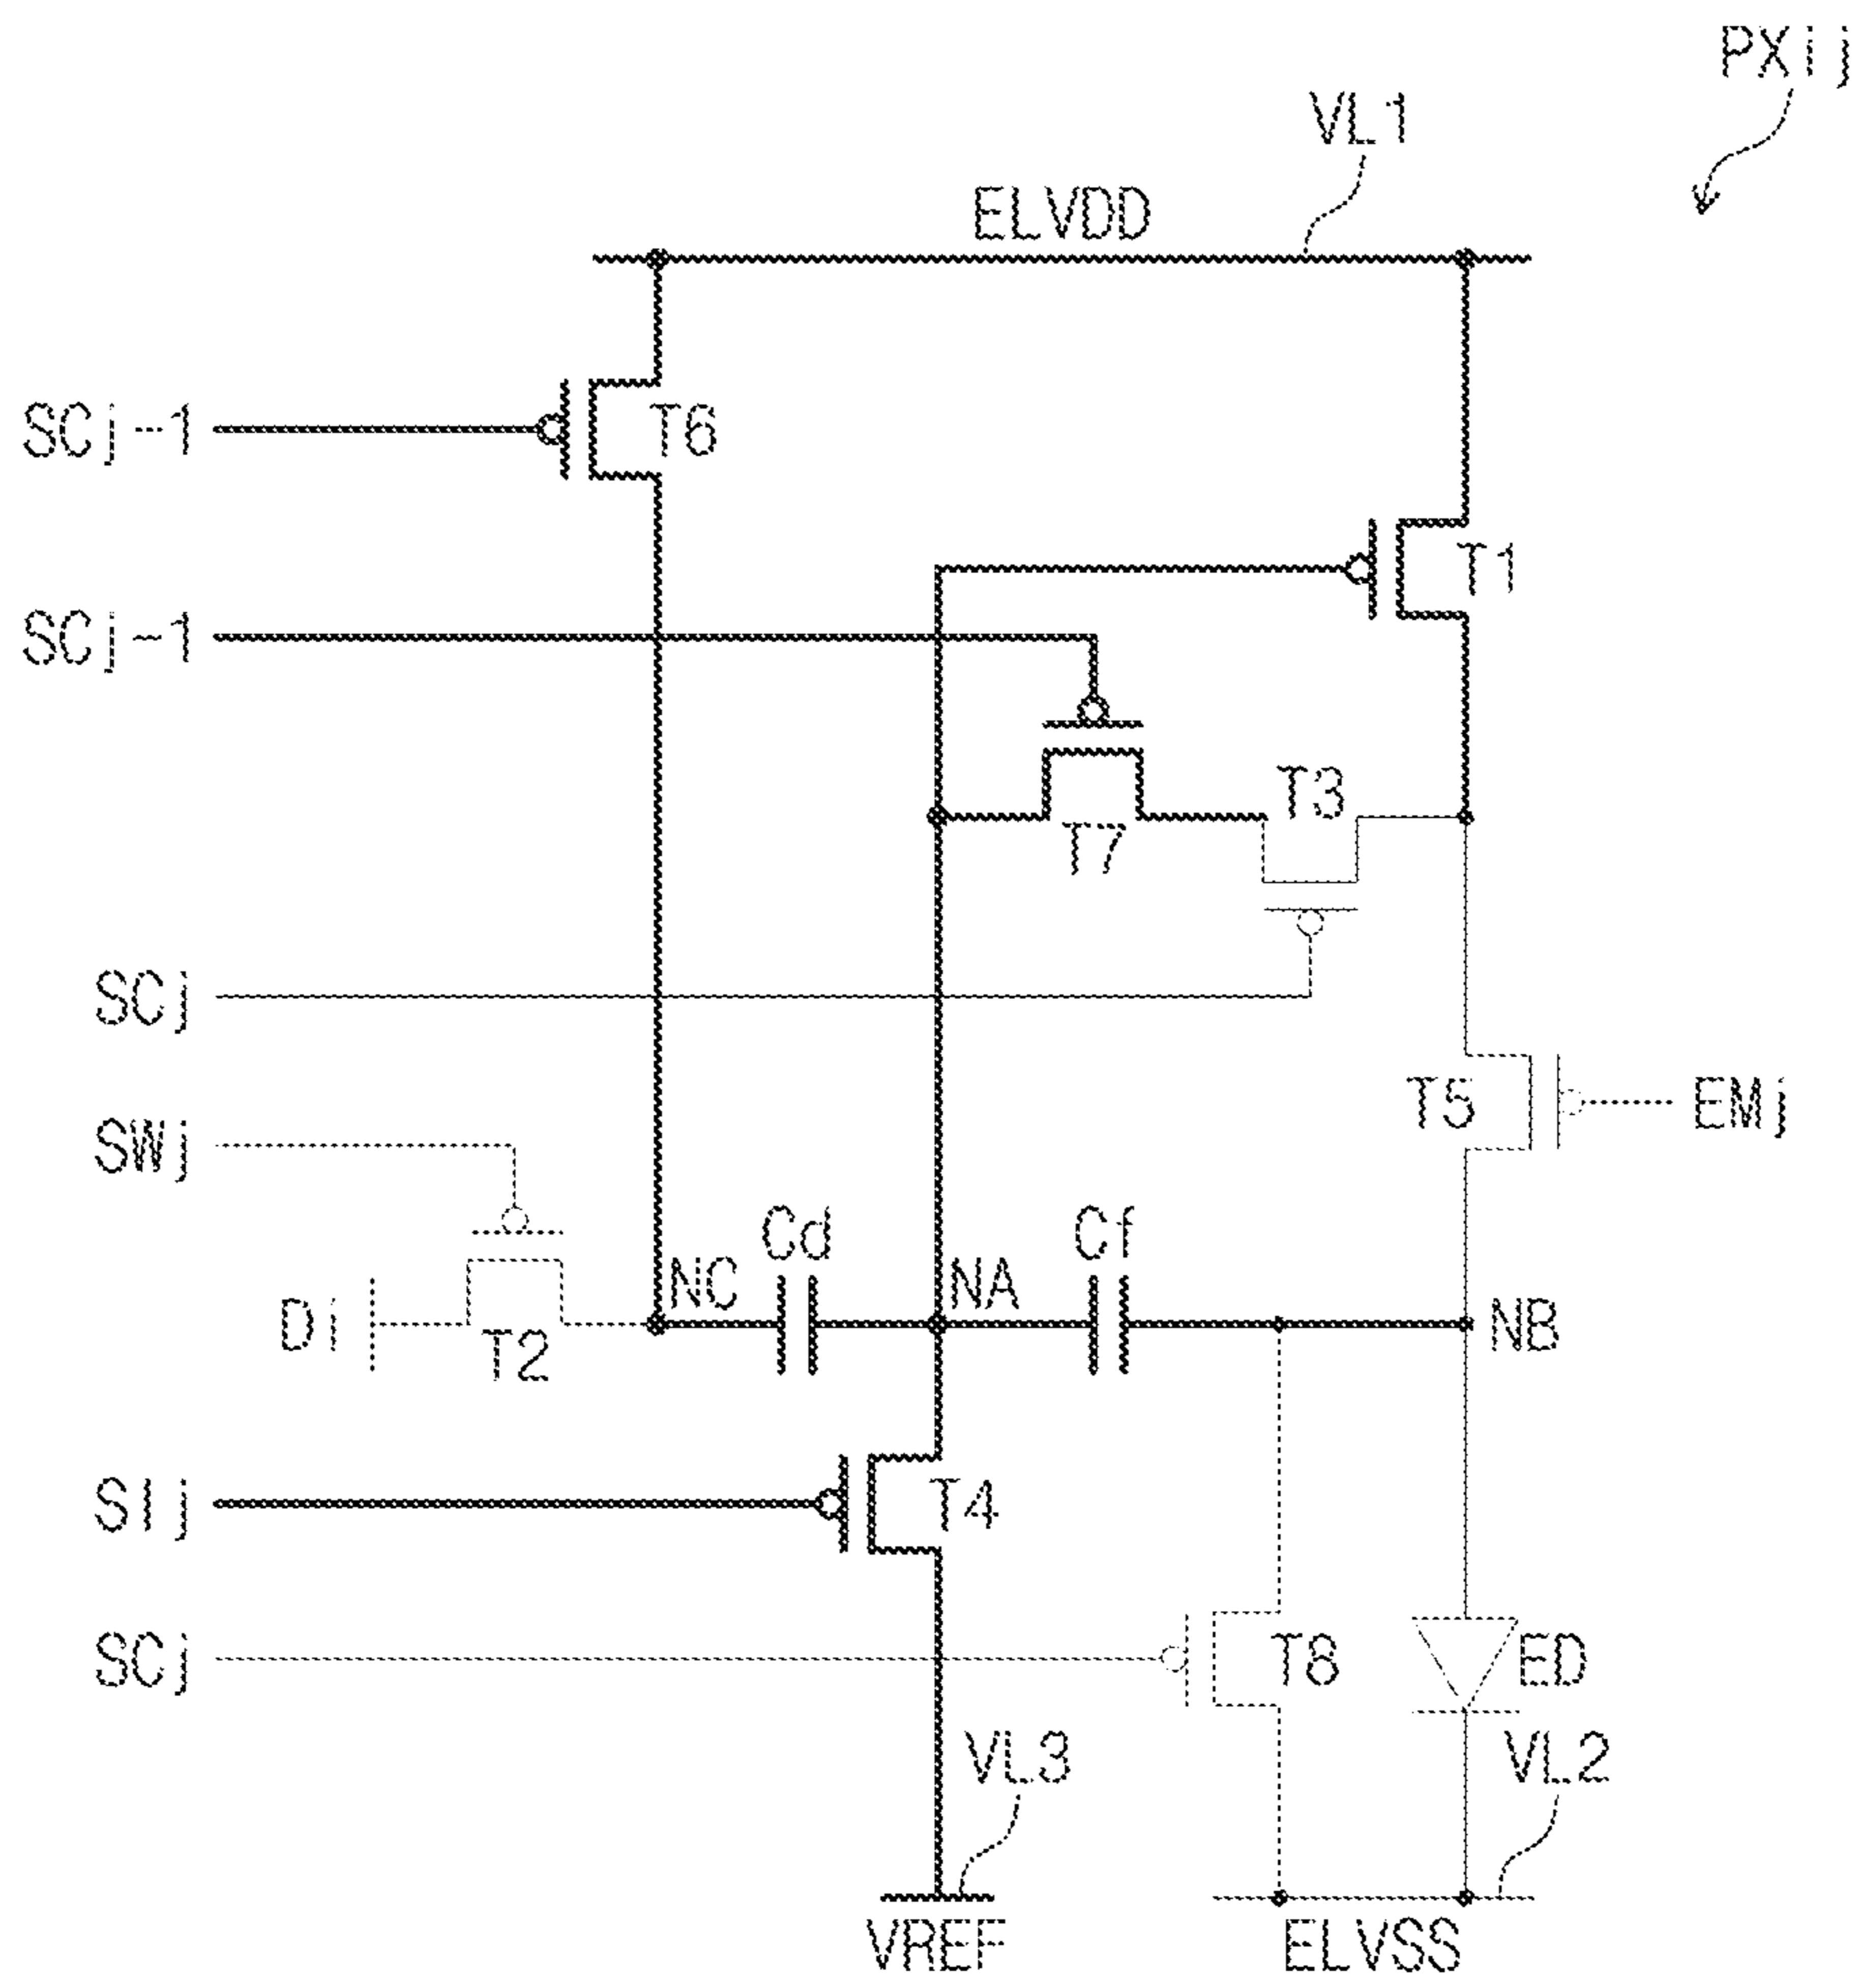 PXij
VL1
ELVDD
SCj-1
T6
T1
SCj-1
T3
T7
SCj
T5
EMj
SWj
Cd
Cf
NC
NA
NB
Di
T2
SIj
T4
SCj
T8
ED
VL3
VL2
VREF
ELVSS